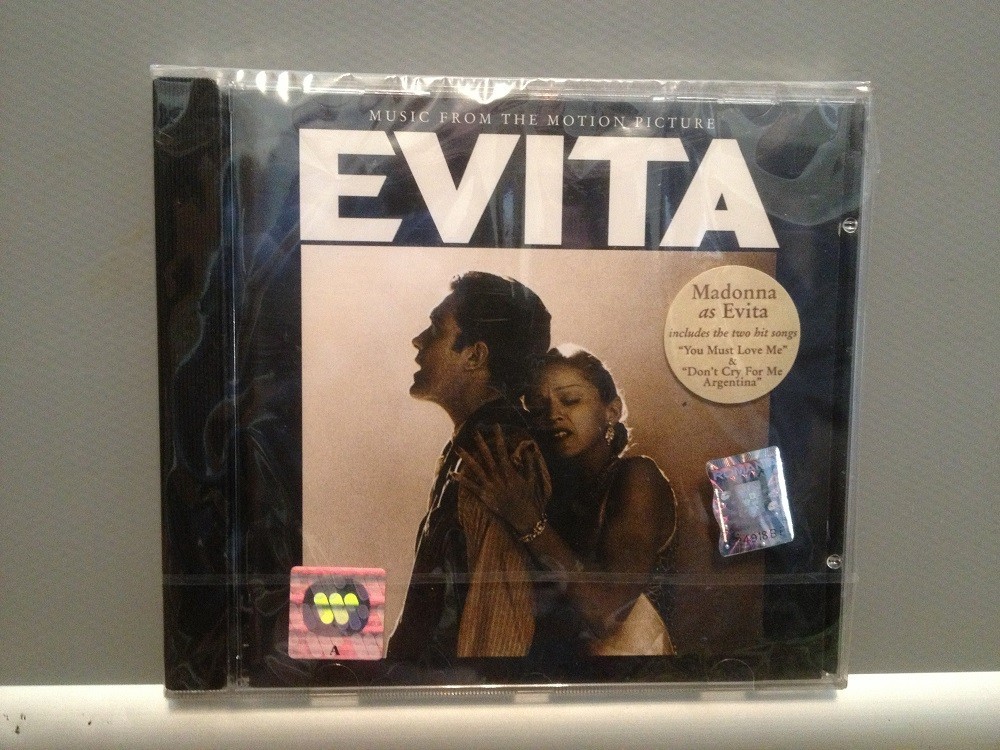 MUSIC FROM THE MOTION PICTURE
EVITA
Madonna
as Evita
includes the two hit songs
"You Must Love Me"
&
"Don't Cry For Me
Argentina"
A